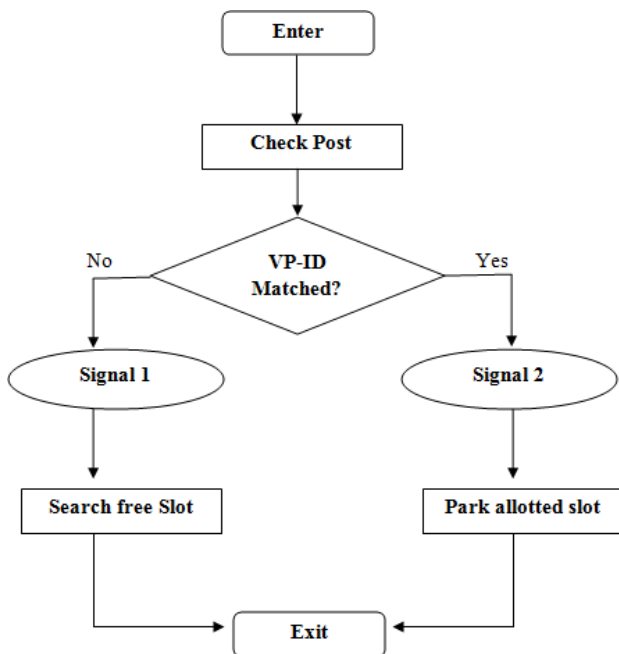 Enter
Check Post
No
VP-ID
Matched?
Yes
Signal 1
Signal 2
Search free Slot
Park allotted slot
Exit